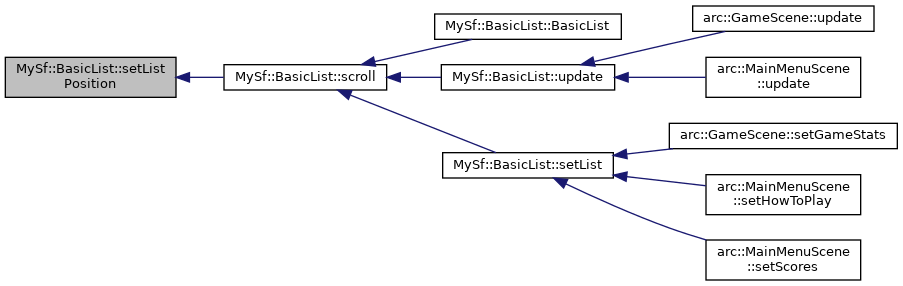 MySf::BasicList::setList
Position
MySf::BasicList::scroll
MySf::BasicList::BasicList
MySf::BasicList::update
arc::GameScene::update
arc::MainMenuScene
::update
MySf::BasicList::setList
arc::GameScene::setGameStats
arc::MainMenuScene
::setHowToPlay
arc::MainMenuScene
::setScores